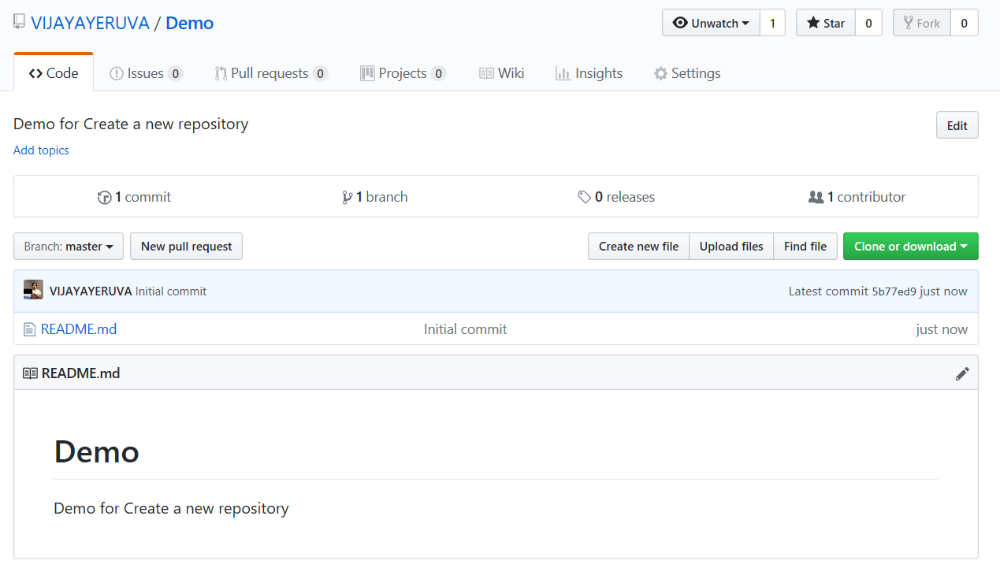 VIJAYAYERUVA / Demo Unwatch 1 Star 0 Fork 0
Code Issues 0 Pull requests 0 Projects 0 Wiki Insights Settings
Demo for Create a new repository Edit
Add topics
1 commit 1 branch 0 releases 1 contributor
Branch: master New pull request Create new file Upload files Find file Clone or download
VIJAYAYERUVA Initial commit Latest commit 5b77ed9 just now
README.md Initial commit just now
README.md
Demo
Demo for Create a new repository